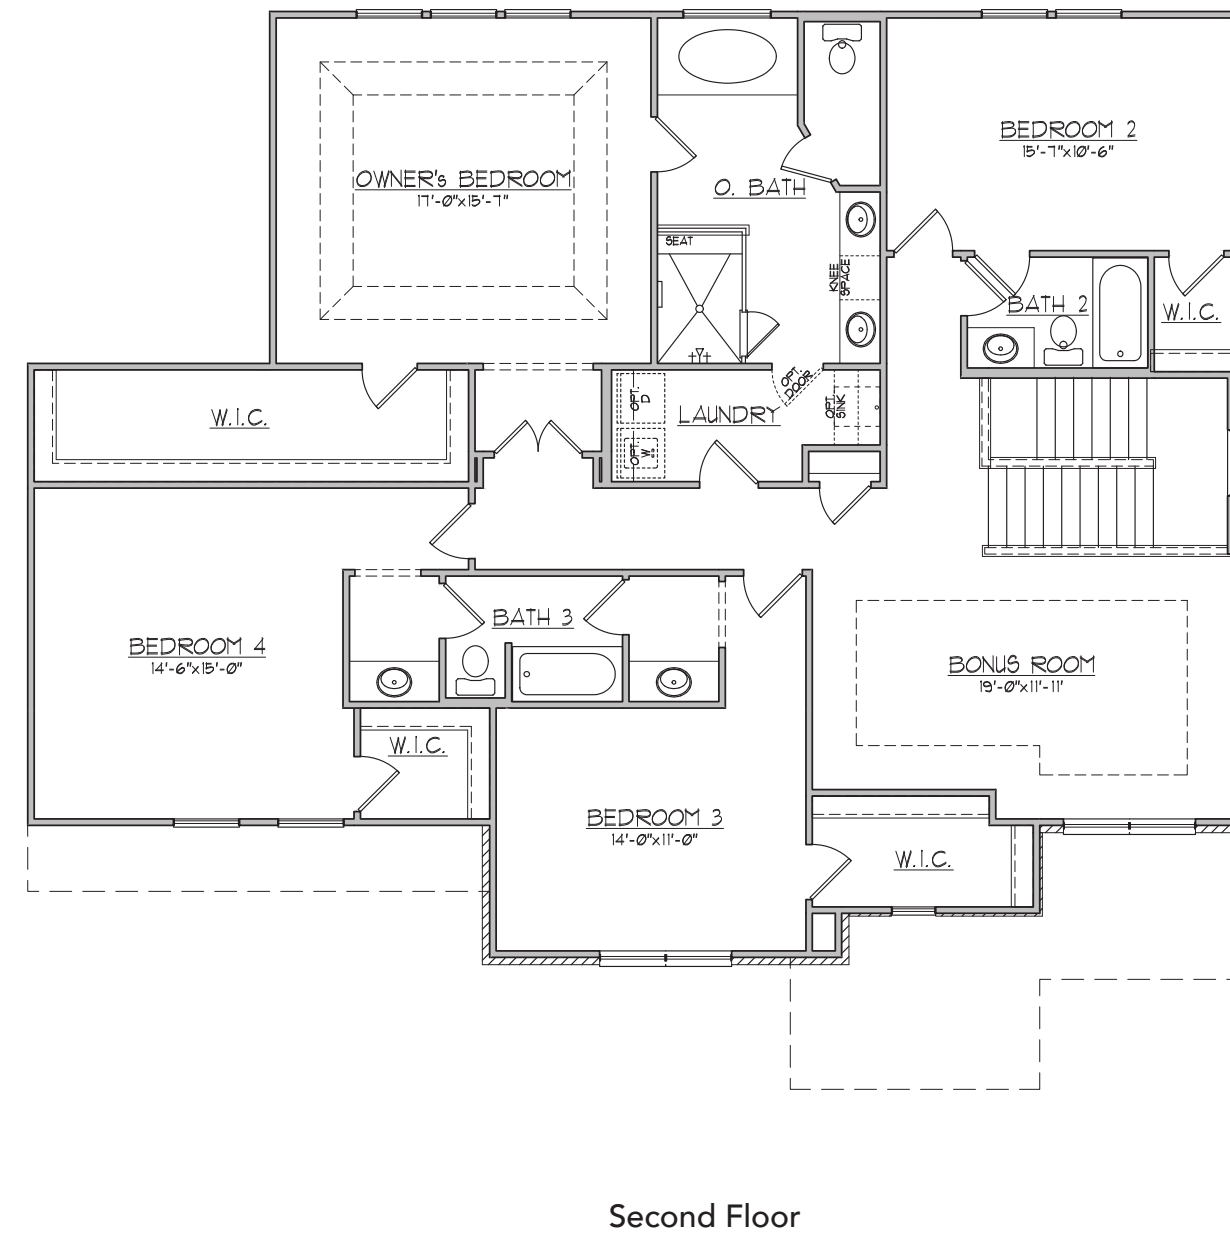 BEDROOM 2
15'-7"x10'-6"
OWNER's BEDROOM
17'-0"x15'-7"
O. BATH
SEAT
KNEE
SPACE
BATH 2
W.I.C.
OPT.
DOOR
OPT.
D
LAUNDRY
OPT.
SINK
W.I.C.
OPT.
W.
BATH 3
BEDROOM 4
14'-6"x15'-0"
BONUS ROOM
19'-0"x11'-11'
W.I.C.
BEDROOM 3
14'-0"x11'-0"
W.I.C.
Second Floor